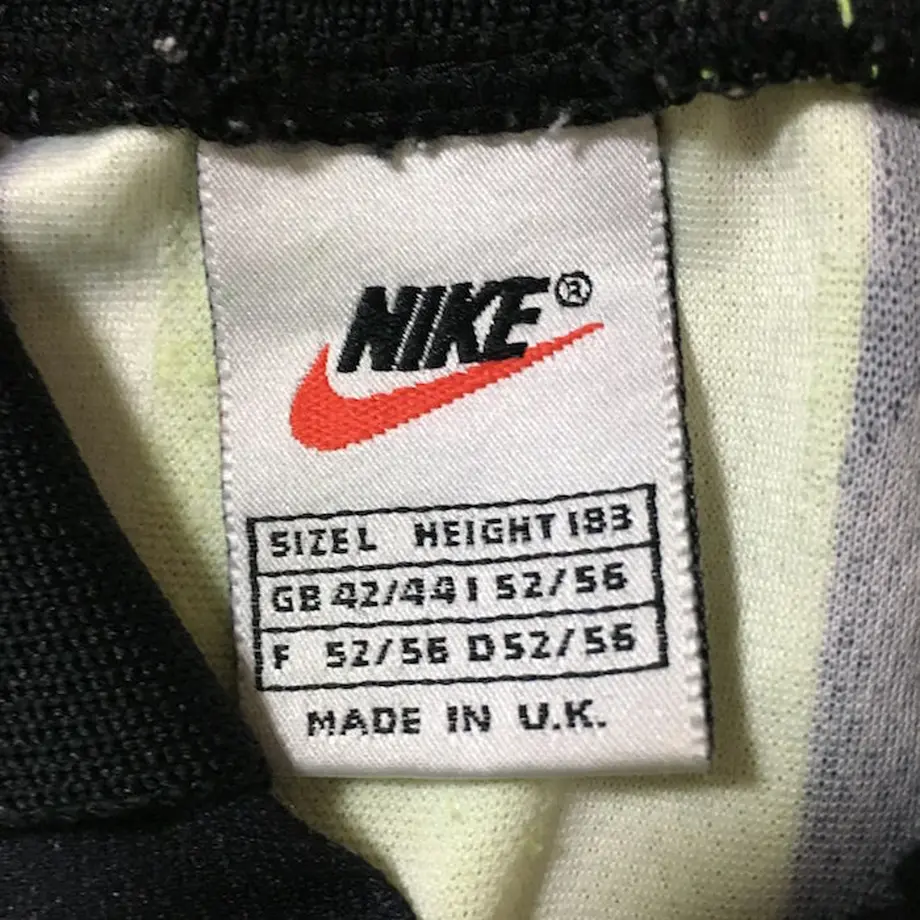 NIKE®
SIZE L HEIGHT 183
GB 42/44 I 52/56
F 52/56 D 52/56
MADE IN U.K.